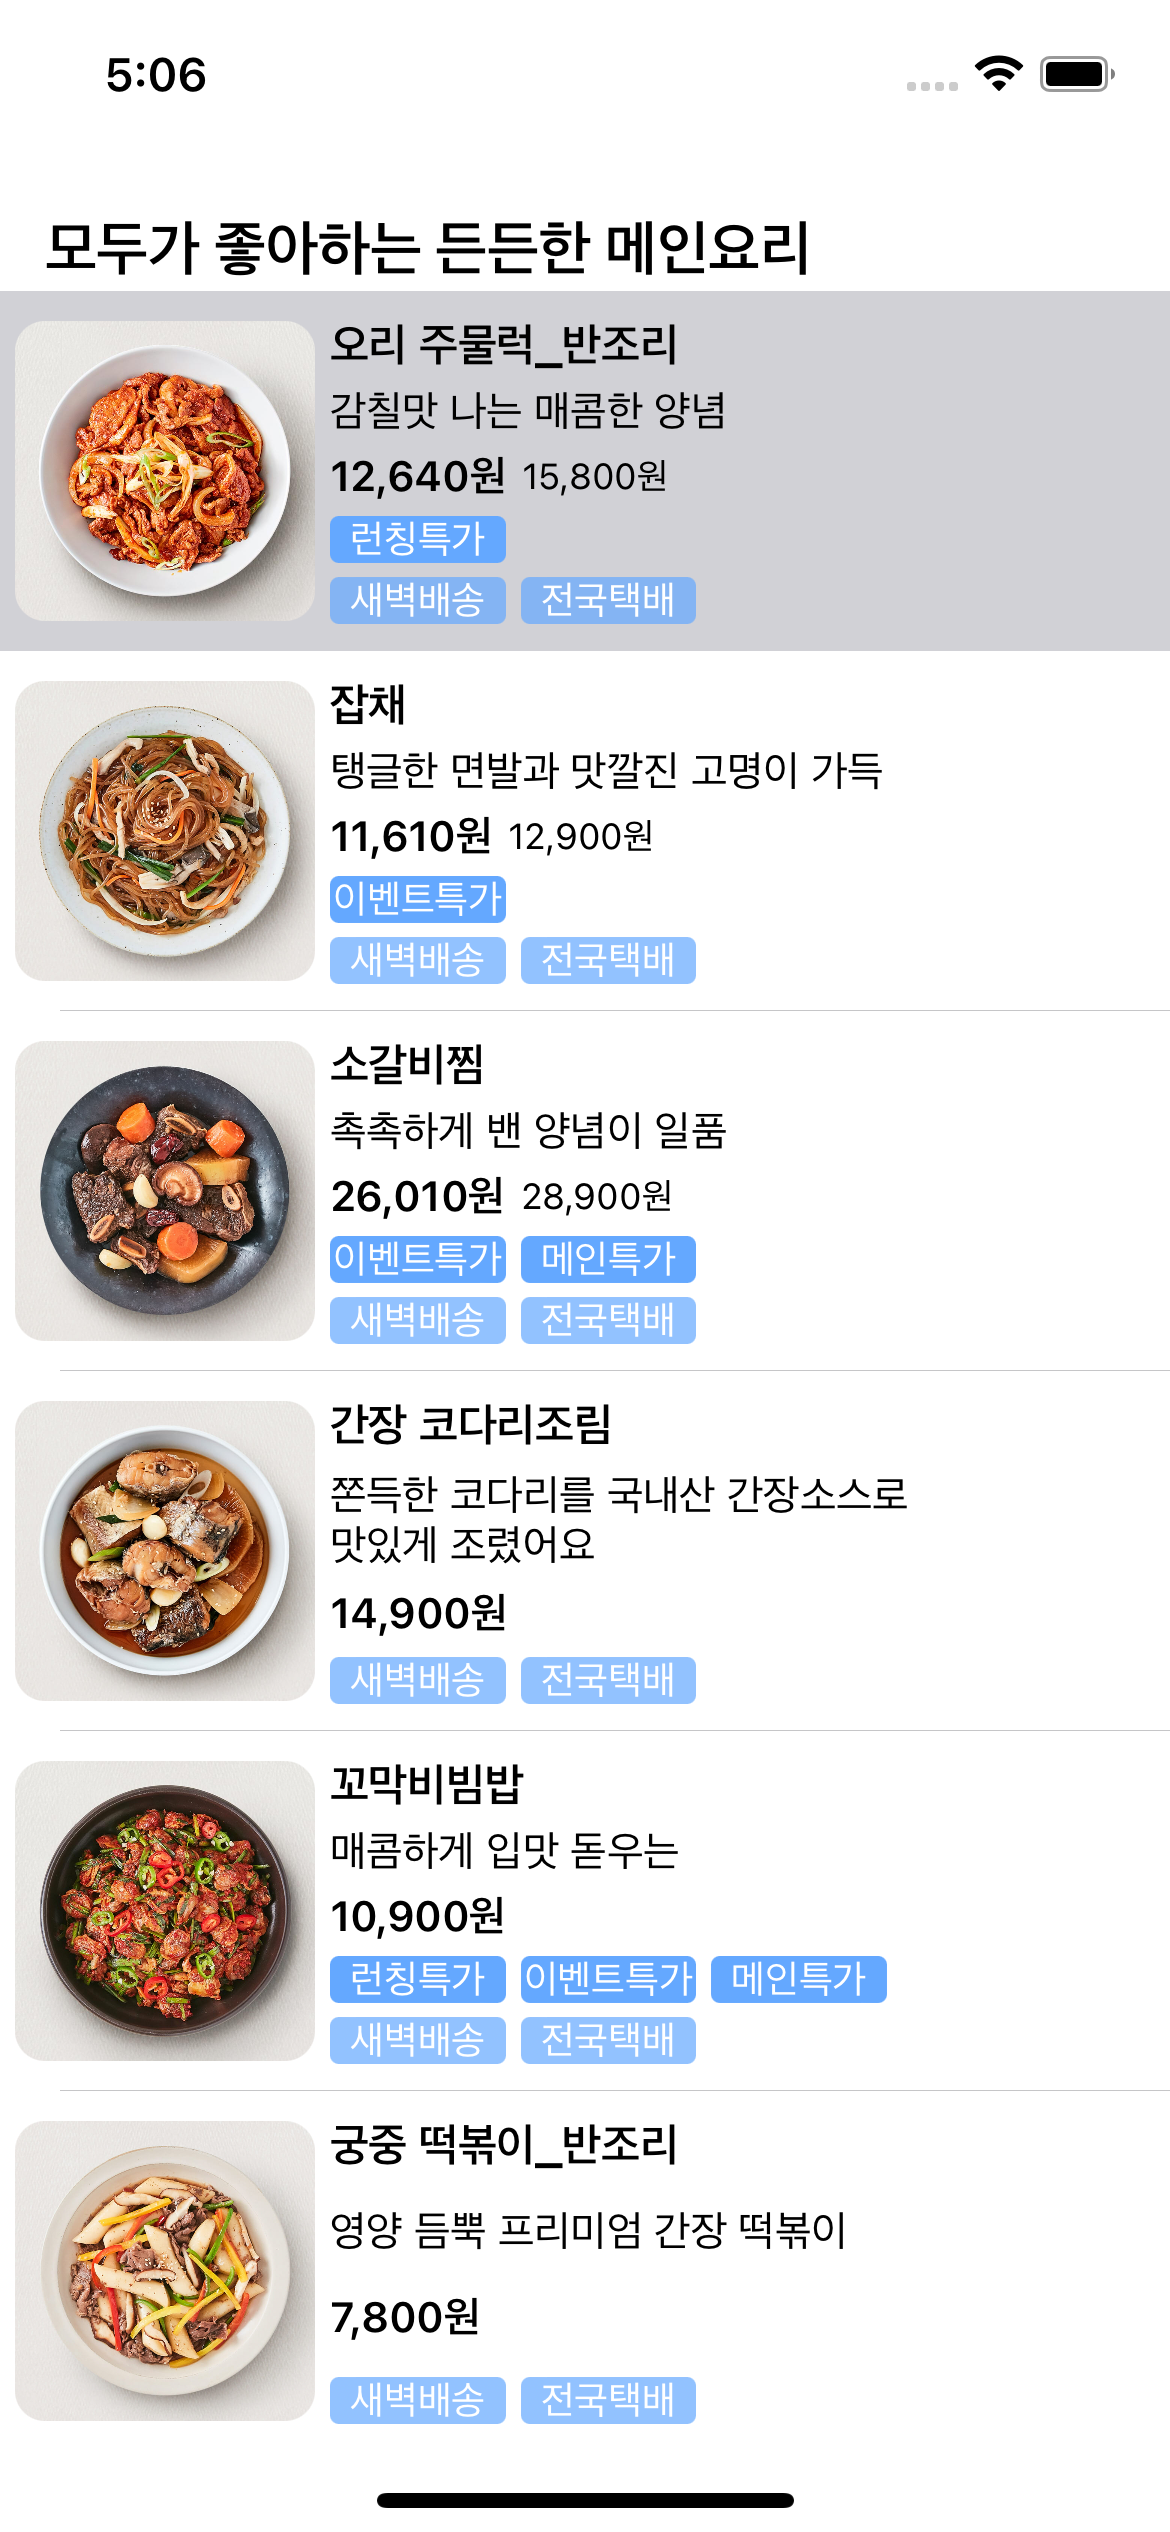 5:06
모두가 좋아하는 든든한 메인요리
오리 주물럭_반조리
감칠맛 나는 매콤한 양념
12,640원 15,800원
런칭특가
새벽배송 전국택배
잡채
탱글한 면발과 맛깔진 고명이 가득
11,610원 12,900원
이벤트특가
새벽배송 전국택배
소갈비찜
촉촉하게 밴 양념이 일품
26,010원 28,900원
이벤트특가 메인특가
새벽배송 전국택배
간장 코다리조림
쫀득한 코다리를 국내산 간장소스로
맛있게 조렸어요
14,900원
새벽배송 전국택배
꼬막비빔밥
매콤하게 입맛 돋우는
10,900원
런칭특가 이벤트특가 메인특가
새벽배송 전국택배
궁중 떡볶이_반조리
영양 듬뿍 프리미엄 간장 떡볶이
7,800원
새벽배송 전국택배